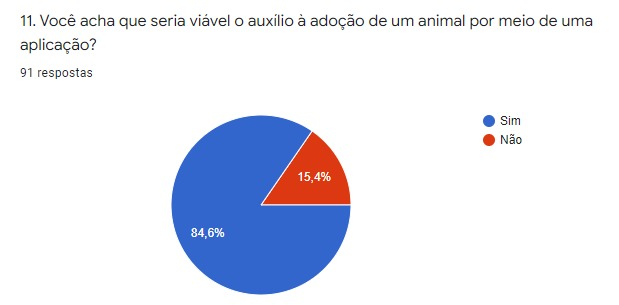 11. Você acha que seria viável o auxílio à adoção de um animal por meio de uma
aplicação?
91 respostas
Sim
Não
15,4%
84,6%